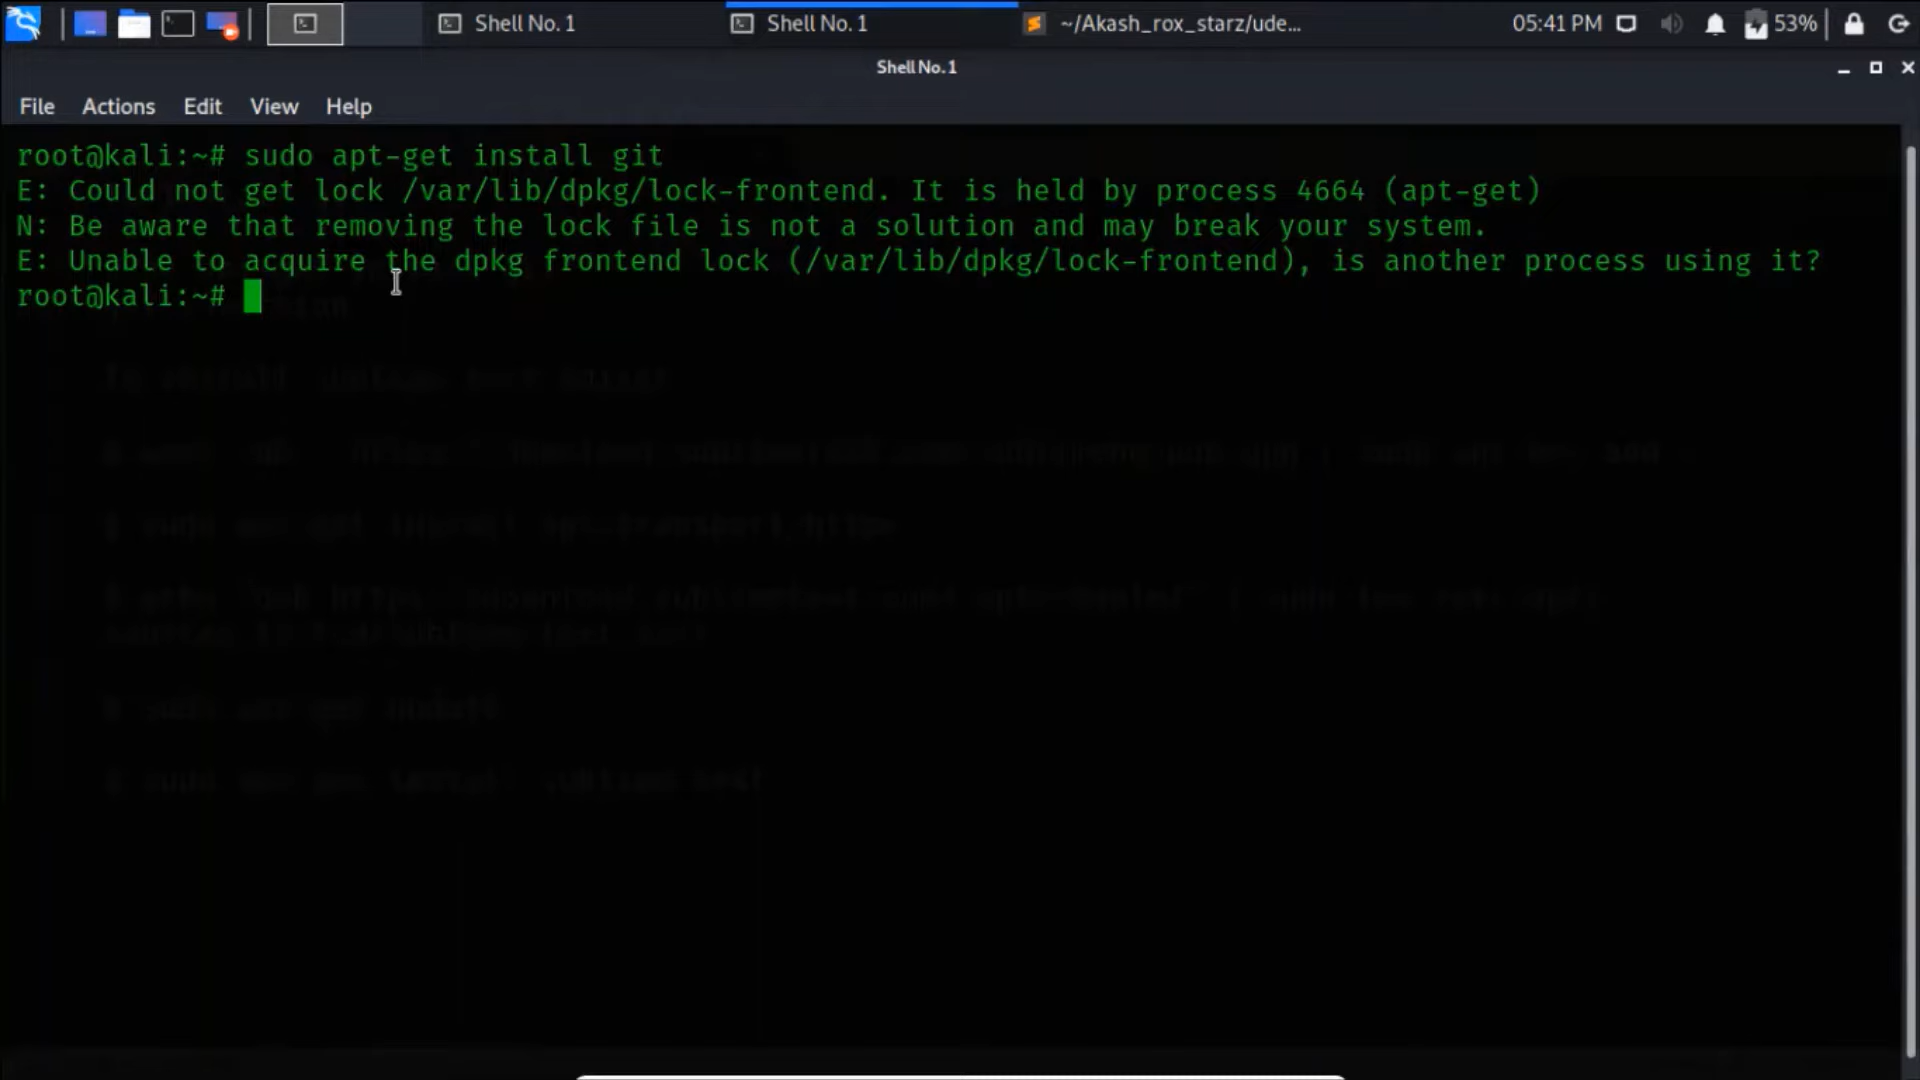 Shell No. 1
Shell No. 1
~/Akash_rox_starz/ude...
05:41 PM
53%
Shell No. 1
File Actions Edit View Help
root@kali:~# sudo apt-get install git
E: Could not get lock /var/lib/dpkg/lock-frontend. It is held by process 4664 (apt-get)
N: Be aware that removing the lock file is not a solution and may break your system.
E: Unable to acquire the dpkg frontend lock (/var/lib/dpkg/lock-frontend), is another process using it?
root@kali:~#